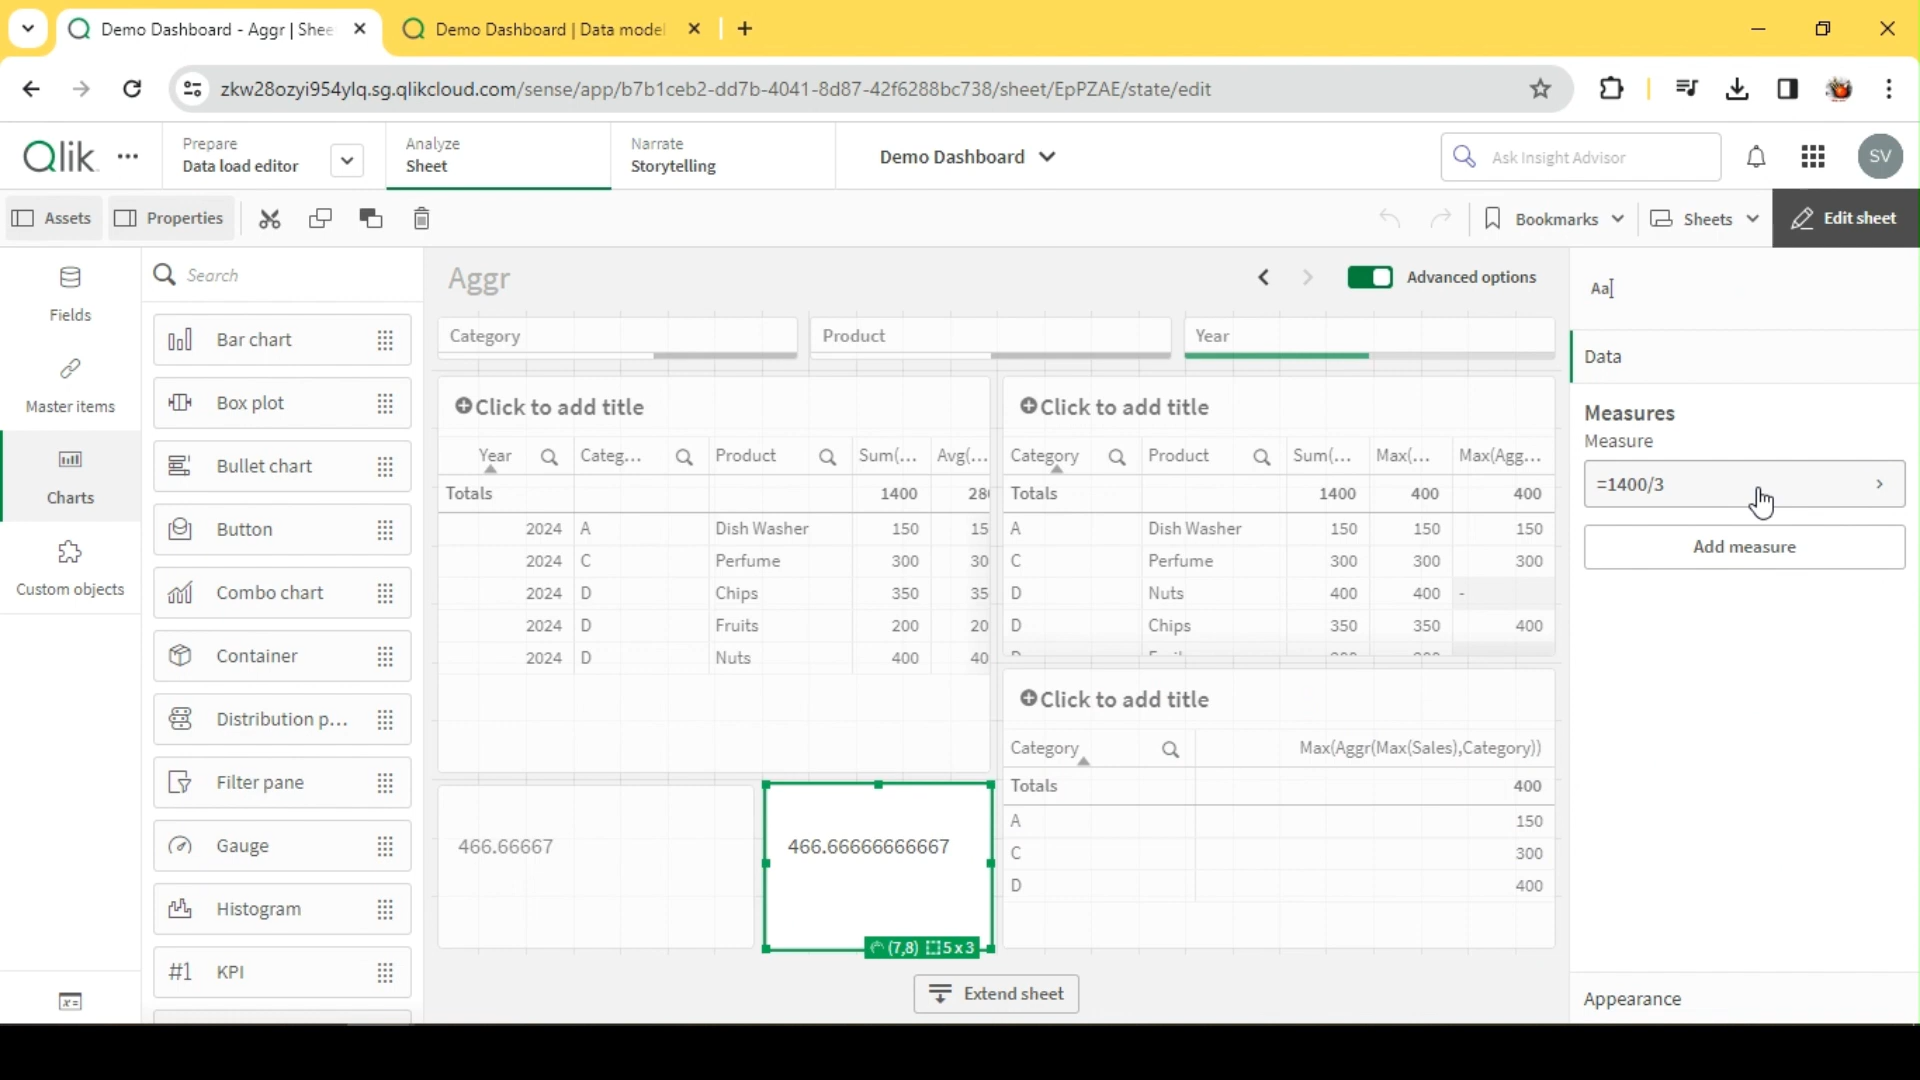 Demo Dashboard - Aggr | Shee
Demo Dashboard | Data model
zkw28ozyi954ylq.sg.qlikcloud.com/sense/app/b7b1ceb2-dd7b-4041-8d87-42f6288bc738/sheet/EpPZAE/state/edit
Qlik
Prepare
Data load editor
Analyze
Sheet
Narrate
Storytelling
Demo Dashboard
Ask Insight Advisor
SV
Assets
Properties
Bookmarks
Sheets
Edit sheet
Fields
Master items
Charts
Custom objects
Search
Bar chart
Box plot
Bullet chart
Button
Combo chart
Container
Distribution p...
Filter pane
Gauge
Histogram
#1 KPI
Aggr
Advanced options
Category
Product
Year
Click to add title
Year Categ... Product Sum(... Avg(...
Totals 1400 280
2024 A Dish Washer 150 15
2024 C Perfume 300 30
2024 D Chips 350 35
2024 D Fruits 200 20
2024 D Nuts 400 40
Click to add title
Category Product Sum(... Max(... Max(Agg...
Totals 1400 400 400
A Dish Washer 150 150 150
C Perfume 300 300 300
D Nuts 400 400 -
D Chips 350 350 400
Click to add title
Category Max(Aggr(Max(Sales),Category))
Totals 400
A 150
C 300
D 400
466.66667
466.66666666667
(7,8) 5 x 3
Extend sheet
Aa
Data
Measures
Measure
=1400/3
Add measure
Appearance